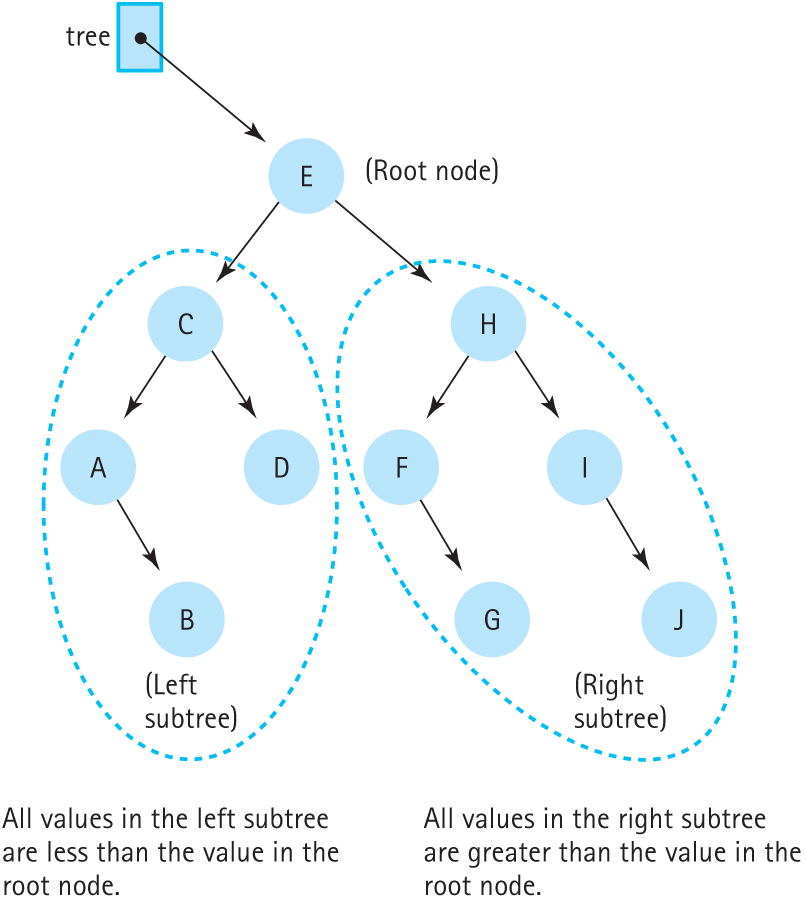 tree
E
(Root node)
C
H
A
D
F
I
B
G
J
(Left
subtree)
(Right
subtree)
All values in the left subtree
are less than the value in the
root node.
All values in the right subtree
are greater than the value in the
root node.